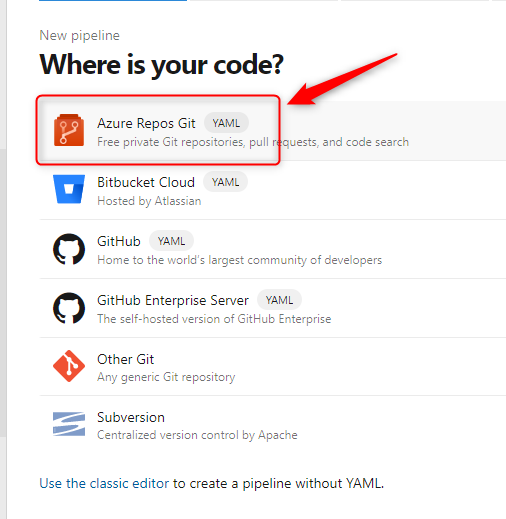 New pipeline
Where is your code?
Azure Repos Git YAML
Free private Git repositories, pull requests, and code search
Bitbucket Cloud YAML
Hosted by Atlassian
GitHub YAML
Home to the world's largest community of developers
GitHub Enterprise Server YAML
The self-hosted version of GitHub Enterprise
Other Git
Any generic Git repository
Subversion
Centralized version control by Apache
Use the classic editor to create a pipeline without YAML.